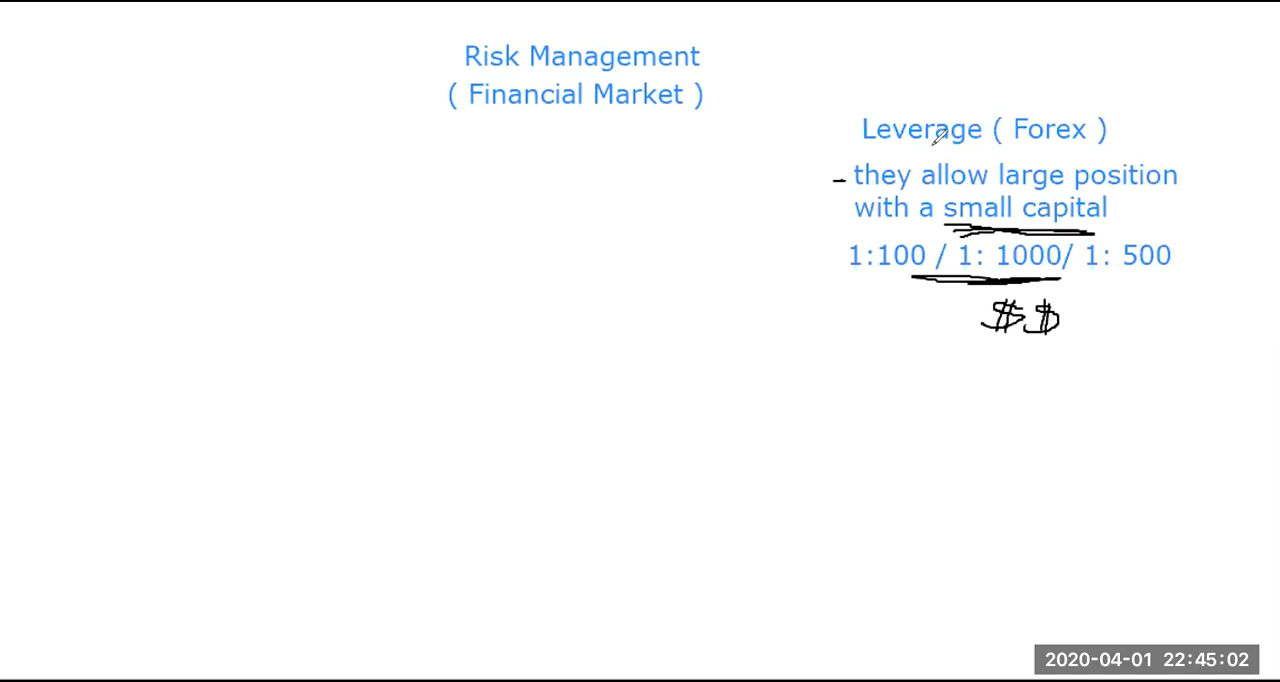 Risk Management
( Financial Market )
Leverage ( Forex )
- they allow large position
with a small capital
1:100 / 1: 1000/ 1: 500
$$
2020-04-01 22:45:02